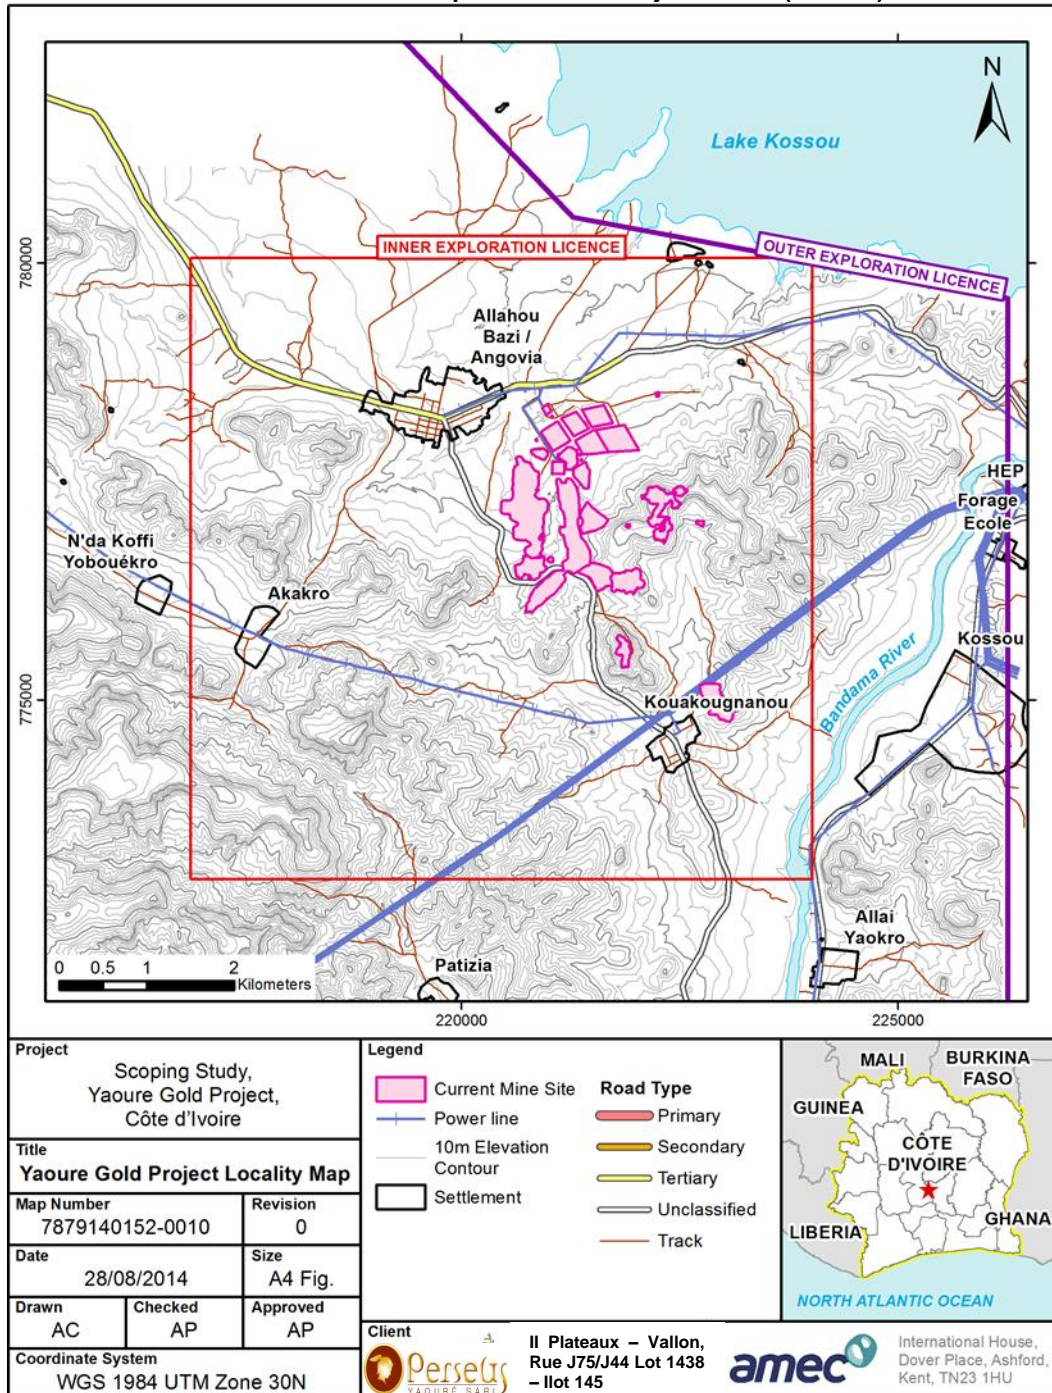 N
Lake Kossou
INNER EXPLORATION LICENCE
OUTER EXPLORATION LICENCE
780000
775000
Allahou
Bazi /
Angovia
HEP
Forage
Ecole
N'da Koffi
Yobouékro
Akakro
Kossou
Bandama River
Kouakougnanou
Allai
Yaokro
Patizia
0 0.5 1 2
Kilometers
220000
225000
Project
Scoping Study,
Yaoure Gold Project,
Côte d'Ivoire
Title
Yaoure Gold Project Locality Map
Map Number
7879140152-0010
Revision
0
Date
28/08/2014
Size
A4 Fig.
Drawn
AC
Checked
AP
Approved
AP
Coordinate System
WGS 1984 UTM Zone 30N
Legend
Current Mine Site
Power line
10m Elevation
Contour
Settlement
Road Type
Primary
Secondary
Tertiary
Unclassified
Track
MALI
BURKINA
FASO
GUINEA
CÔTE
D'IVOIRE
LIBERIA
GHANA
NORTH ATLANTIC OCEAN
Client
Perseus
II Plateaux – Vallon,
Rue J75/J44 Lot 1438
– Ilot 145
amec
International House,
Dover Place, Ashford,
Kent, TN23 1HU